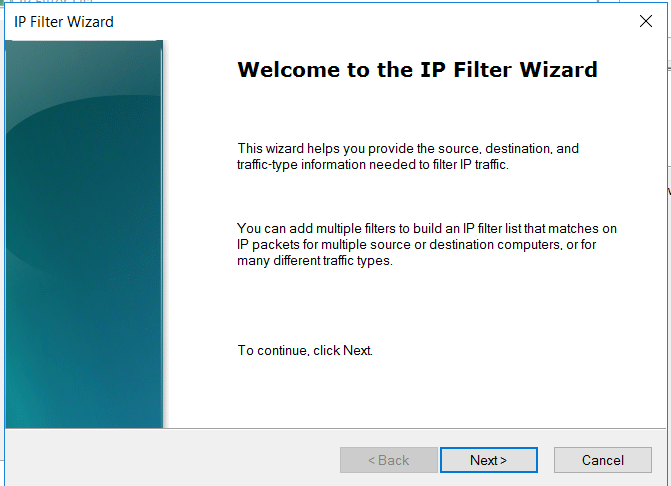 IP Filter Wizard
Welcome to the IP Filter Wizard
This wizard helps you provide the source, destination, and
traffic-type information needed to filter IP traffic.
You can add multiple filters to build an IP filter list that matches on
IP packets for multiple source or destination computers, or for
many different traffic types.
To continue, click Next.
< Back
Next >
Cancel